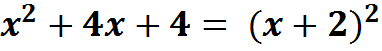 x² + 4x + 4 = (x + 2)²